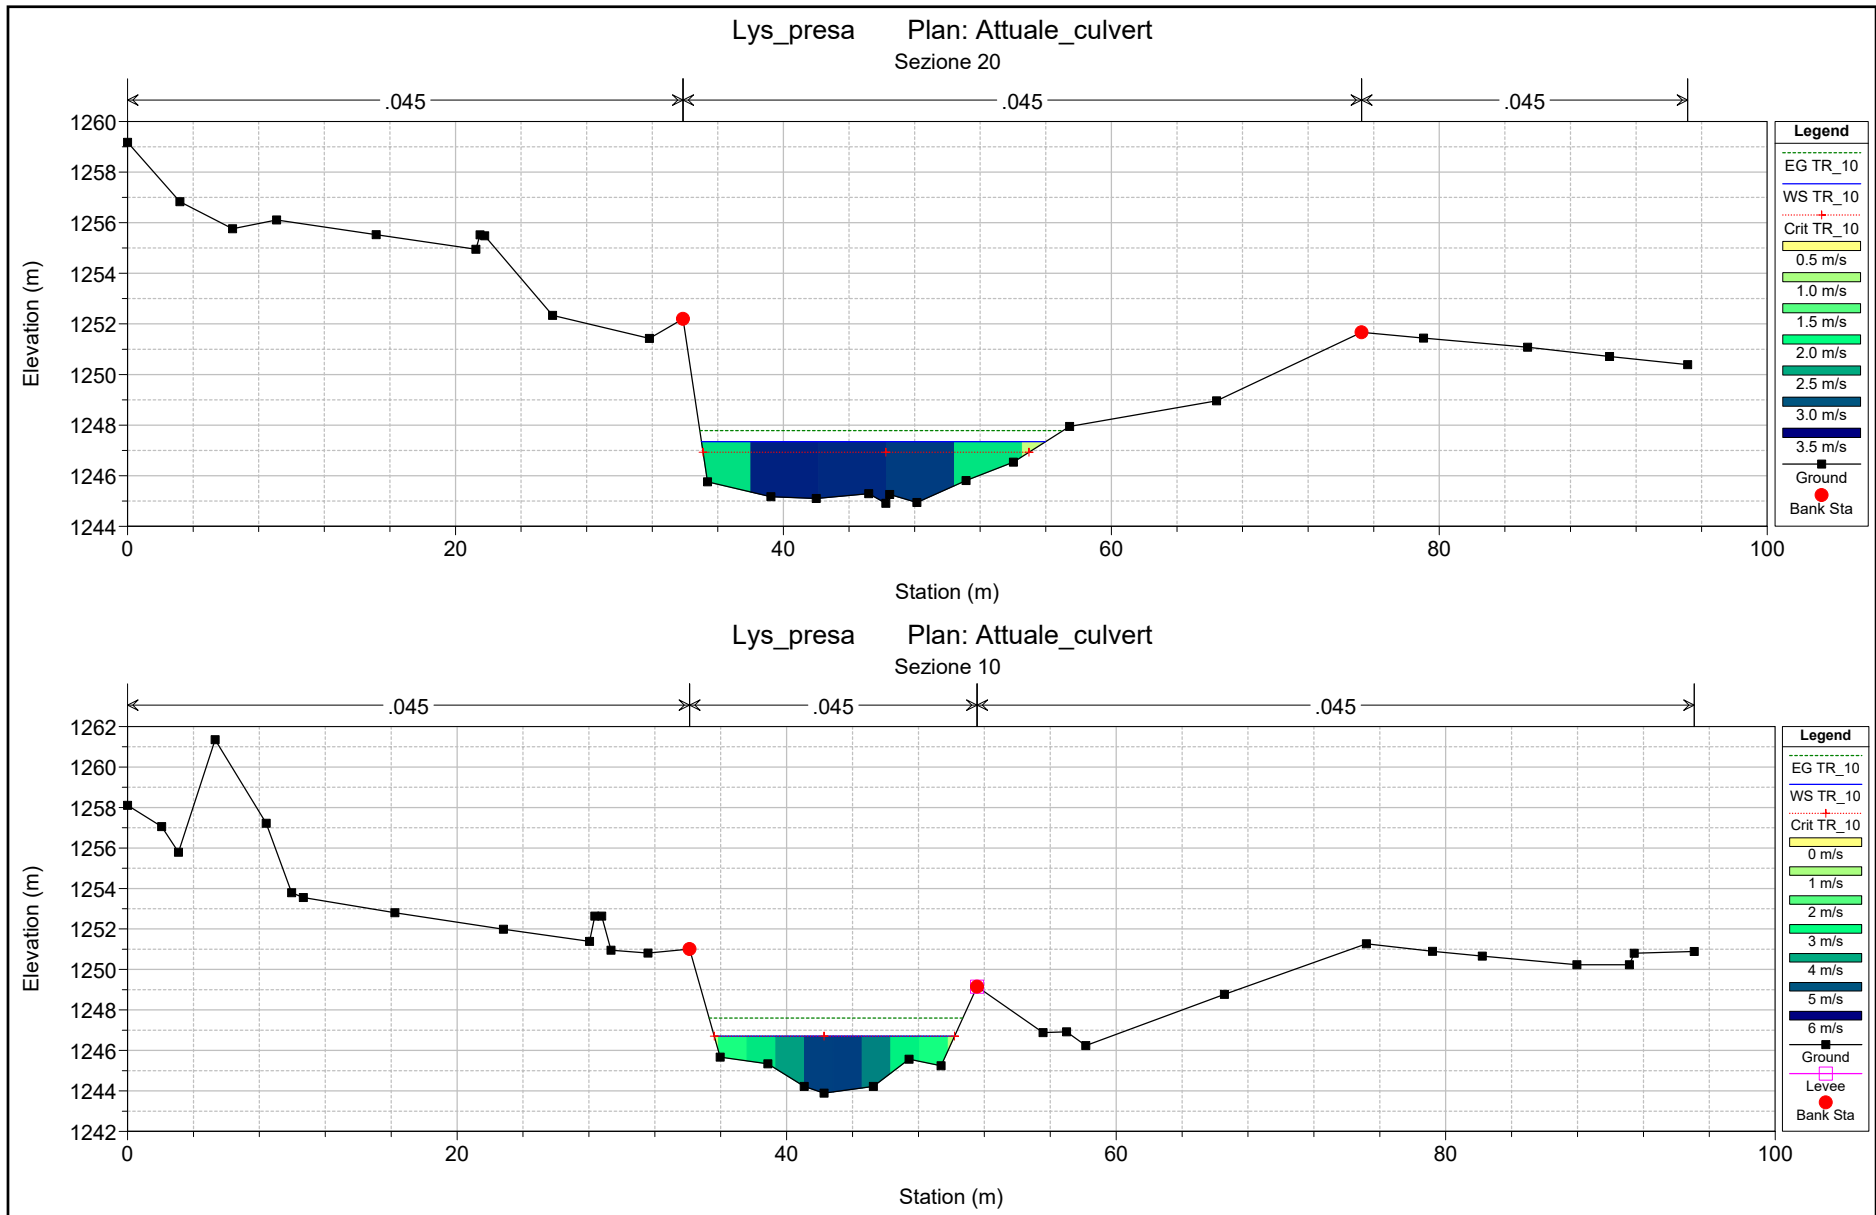 Lys_presa Plan: Attuale_culvert
Sezione 20
.045 .045 .045
1260
1258
1256
1254
1252
1250
1248
1246
1244
Elevation (m)
0 20 40 60 80 100
Station (m)
Legend
EG TR_10
WS TR_10
Crit TR_10
0.5 m/s
1.0 m/s
1.5 m/s
2.0 m/s
2.5 m/s
3.0 m/s
3.5 m/s
Ground
Bank Sta
Lys_presa Plan: Attuale_culvert
Sezione 10
.045 .045 .045
1262
1260
1258
1256
1254
1252
1250
1248
1246
1244
1242
Elevation (m)
0 20 40 60 80 100
Station (m)
Legend
EG TR_10
WS TR_10
Crit TR_10
0 m/s
1 m/s
2 m/s
3 m/s
4 m/s
5 m/s
6 m/s
Ground
Levee
Bank Sta